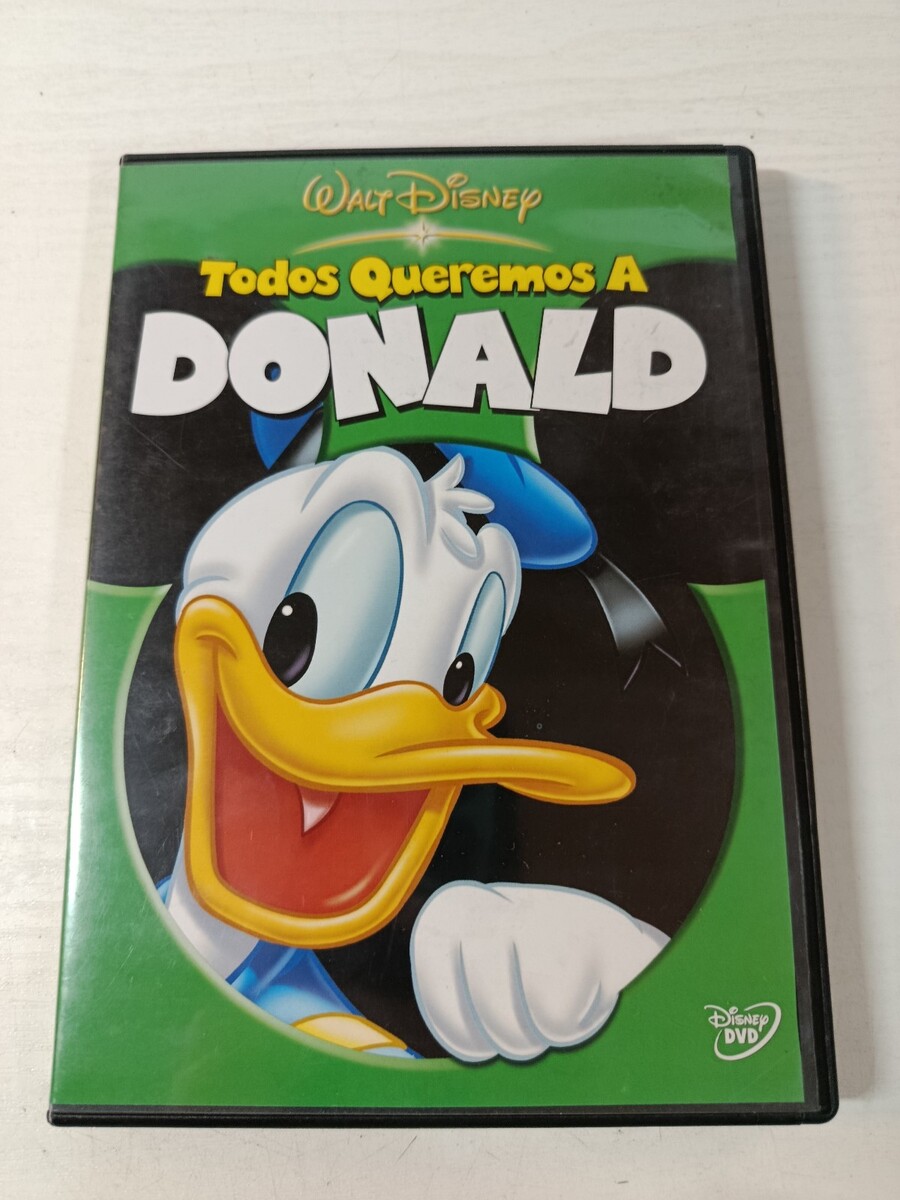 Walt Disney
Todos Queremos A
DONALD
Disney
DVD